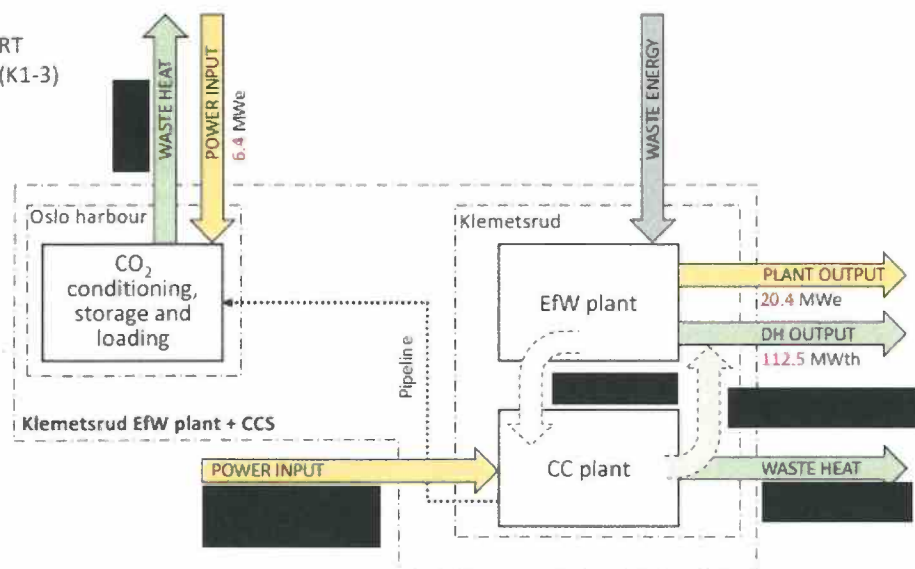 RT
(K1-3)
WASTE HEAT
POWER INPUT
6.4 MWe
WASTE ENERGY
Oslo harbour
Klemetsrud
CO₂
conditioning,
storage and
loading
EfW plant
PLANT OUTPUT
20.4 MWe
DH OUTPUT
112.5 MWth
Pipeline
Klemetsrud EfW plant + CCS
POWER INPUT
CC plant
WASTE HEAT